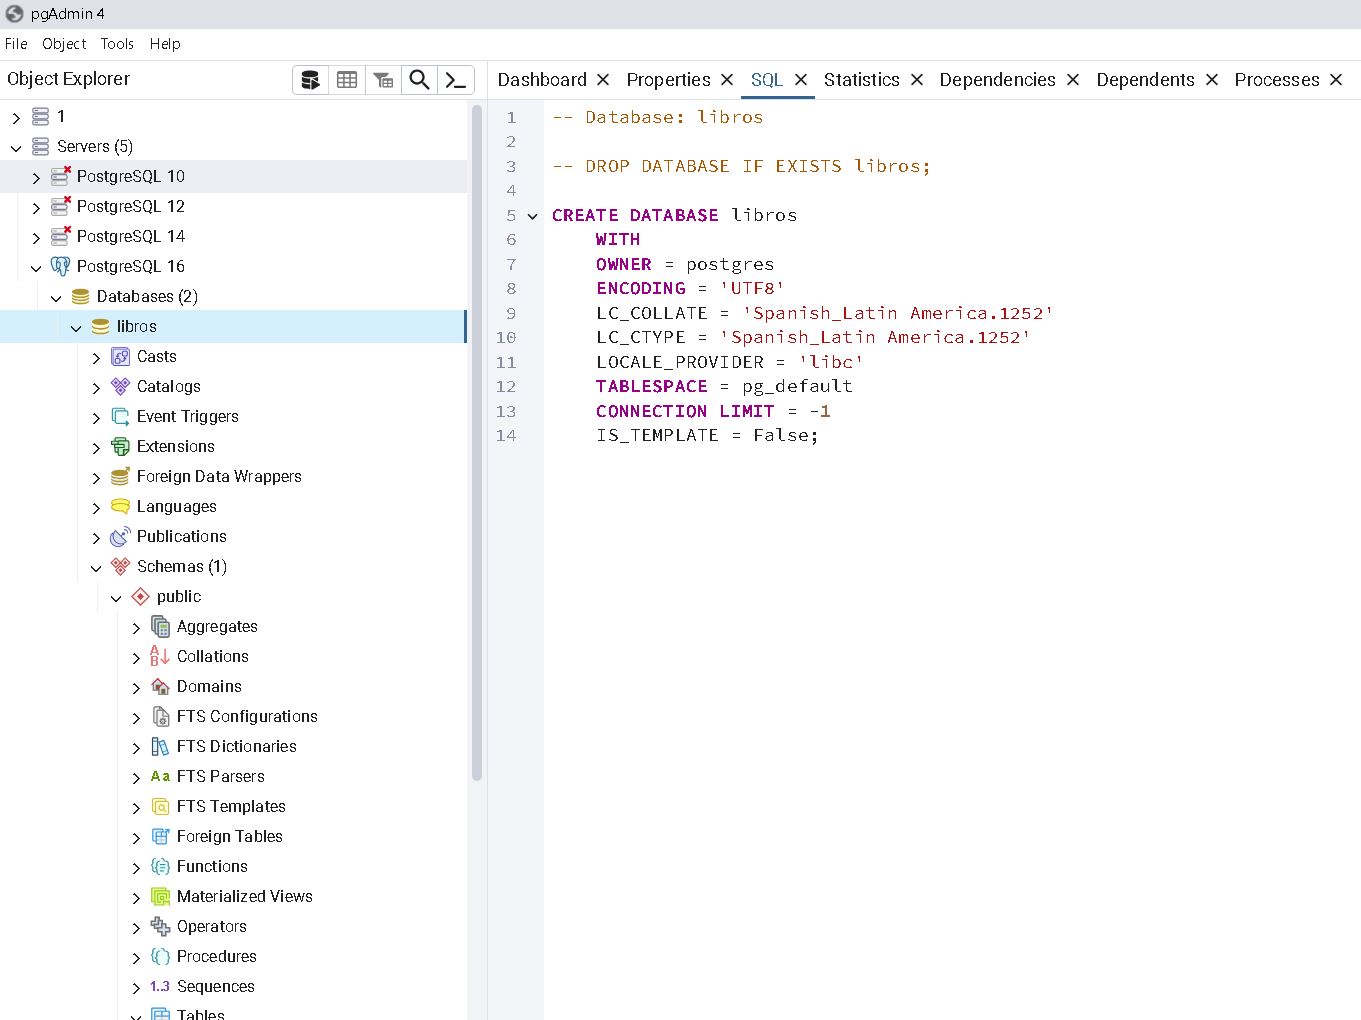 pgAdmin 4
File Object Tools Help
Object Explorer
Dashboard Properties SQL Statistics Dependencies Dependents Processes
1
Servers (5)
PostgreSQL 10
PostgreSQL 12
PostgreSQL 14
PostgreSQL 16
Databases (2)
libros
Casts
Catalogs
Event Triggers
Extensions
Foreign Data Wrappers
Languages
Publications
Schemas (1)
public
Aggregates
Collations
Domains
FTS Configurations
FTS Dictionaries
Aa FTS Parsers
FTS Templates
Foreign Tables
Functions
Materialized Views
Operators
Procedures
1..3 Sequences
Tables
1 -- Database: libros
2
3 -- DROP DATABASE IF EXISTS libros;
4
5 CREATE DATABASE libros
6 WITH
7 OWNER = postgres
8 ENCODING = 'UTF8'
9 LC_COLLATE = 'Spanish_Latin America.1252'
10 LC_CTYPE = 'Spanish_Latin America.1252'
11 LOCALE_PROVIDER = 'libc'
12 TABLESPACE = pg_default
13 CONNECTION LIMIT = -1
14 IS_TEMPLATE = False;